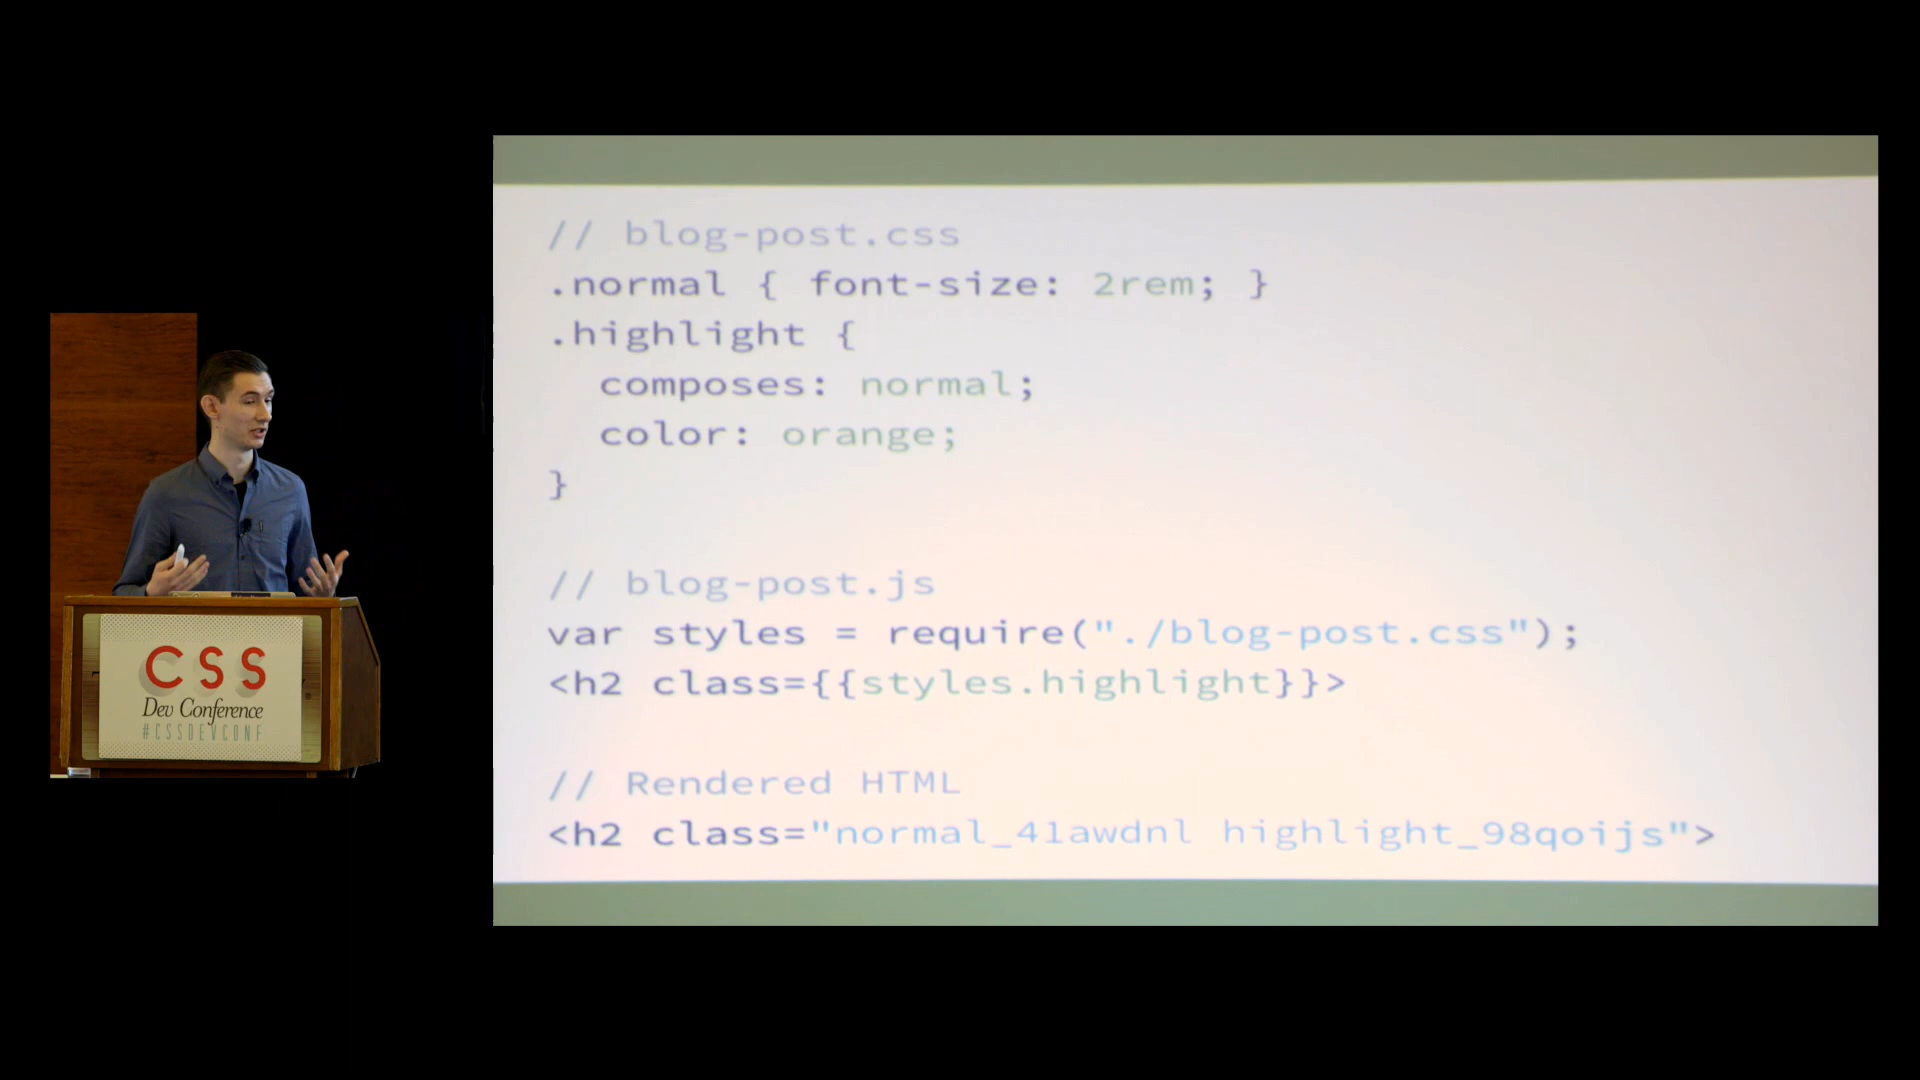 // blog-post.css
.normal { font-size: 2rem; }
.highlight {
  composes: normal;
  color: orange;
}
// blog-post.js
var styles = require("./blog-post.css");
<h2 class={{styles.highlight}}>
// Rendered HTML
<h2 class="normal_41awdnl highlight_98qoijs">
CSS
Dev Conference
#CSSDEVCONF